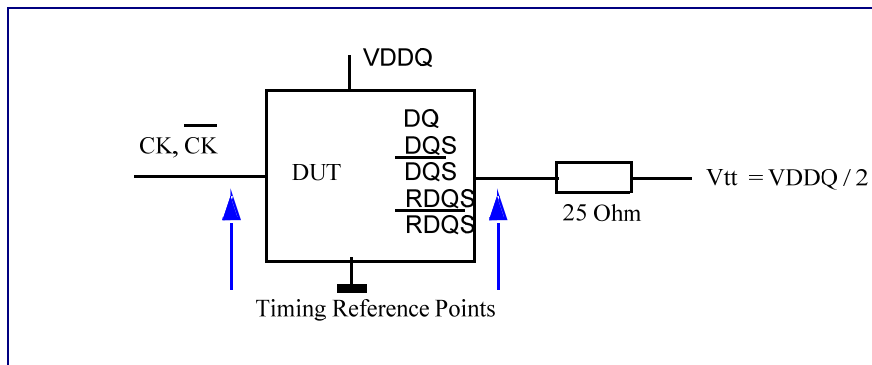 VDDQ
CK, CK
DUT
DQ
DQS
DQS
RDQS
RDQS
Vtt = VDDQ / 2
25 Ohm
Timing Reference Points